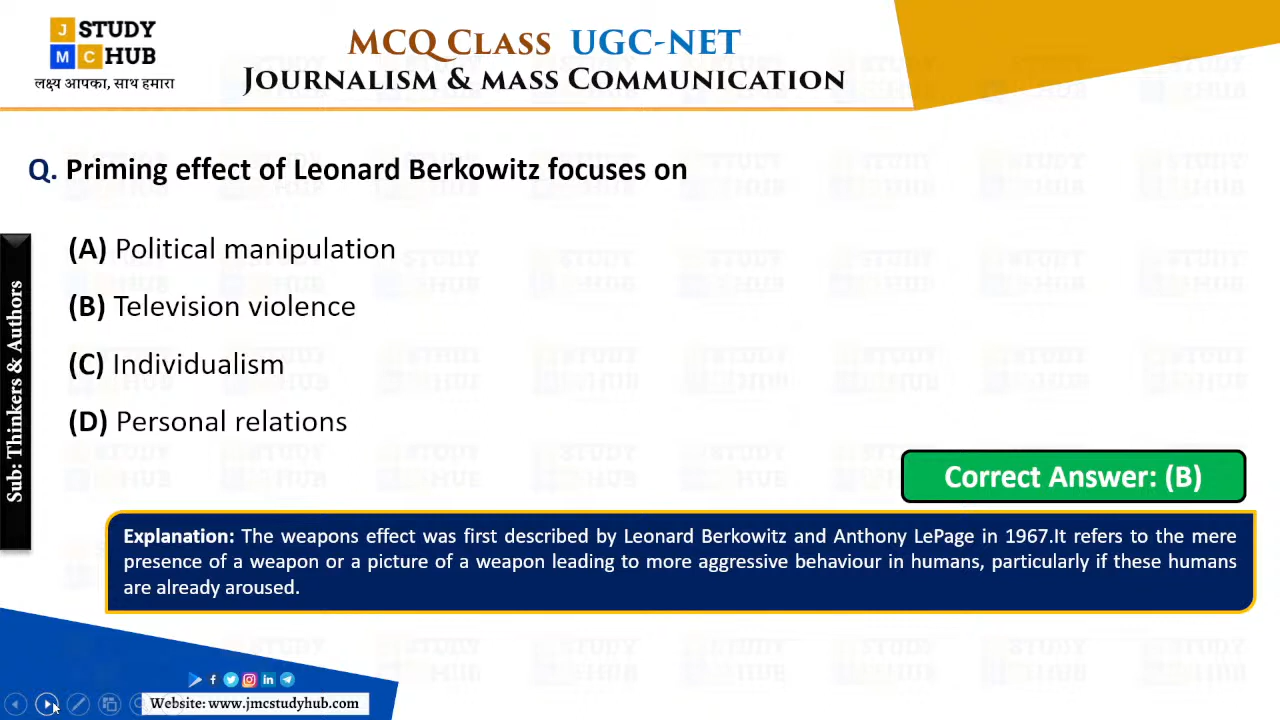 J STUDY
MC HUB
लक्ष्य आपका, साथ हमारा
MCQ Class UGC-NET
Journalism & mass Communication
Q. Priming effect of Leonard Berkowitz focuses on
(A) Political manipulation
(B) Television violence
(C) Individualism
(D) Personal relations
Sub: Thinkers & Authors
Correct Answer: (B)
Explanation: The weapons effect was first described by Leonard Berkowitz and Anthony LePage in 1967.It refers to the mere
presence of a weapon or a picture of a weapon leading to more aggressive behaviour in humans, particularly if these humans
are already aroused.
Website: www.jmcstudyhub.com